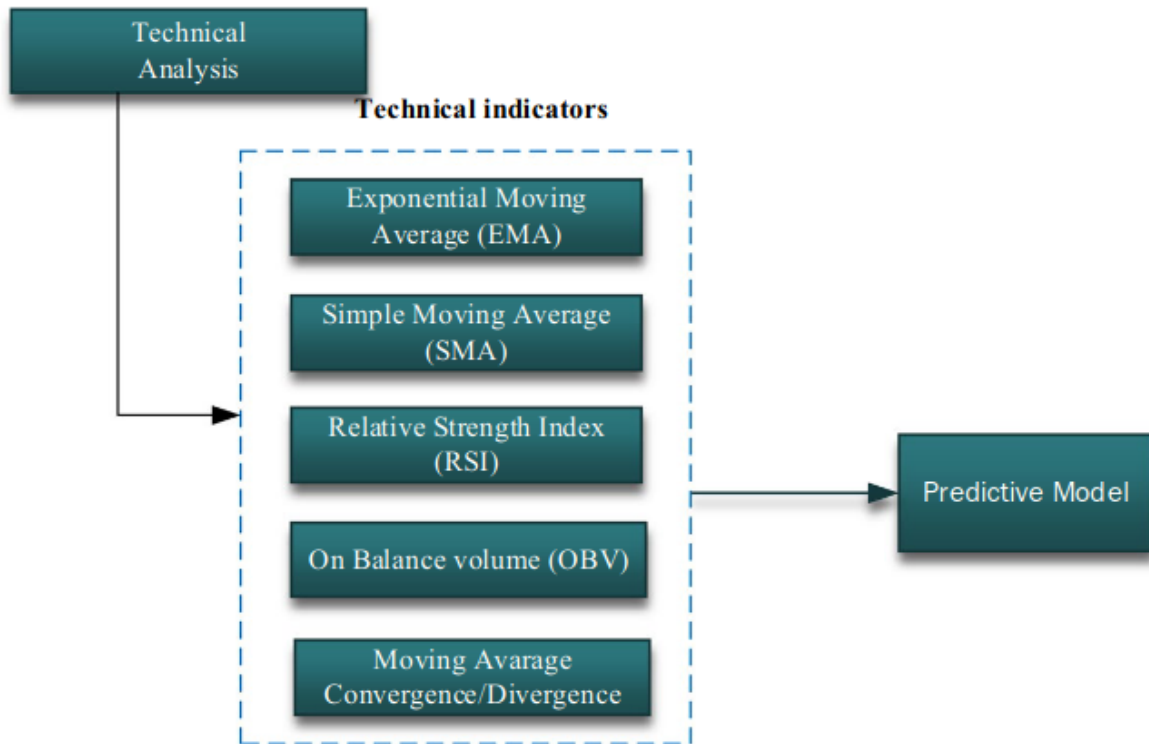 Technical
Analysis
Technical indicators
Exponential Moving
Average (EMA)
Simple Moving Average
(SMA)
Relative Strength Index
(RSI)
On Balance volume (OBV)
Moving Avarage
Convergence/Divergence
Predictive Model